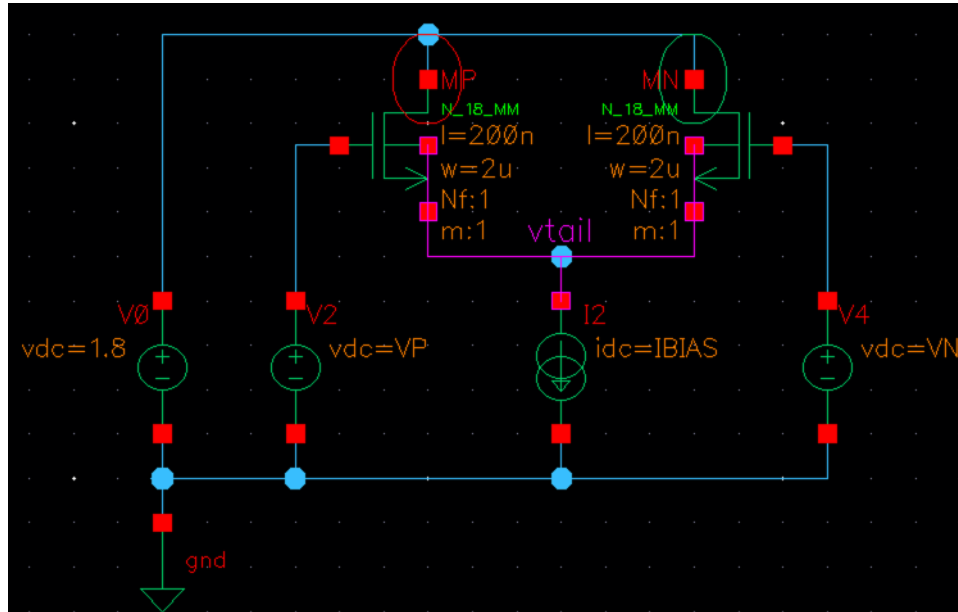 MP
MN
N_18_MM
N_18_MM
l=200n
l=200n
w=2u
w=2u
Nf:1
Nf:1
m:1
m:1
vtail
V0
V2
I2
V4
vdc=1.8
vdc=VP
idc=IBIAS
vdc=VN
gnd